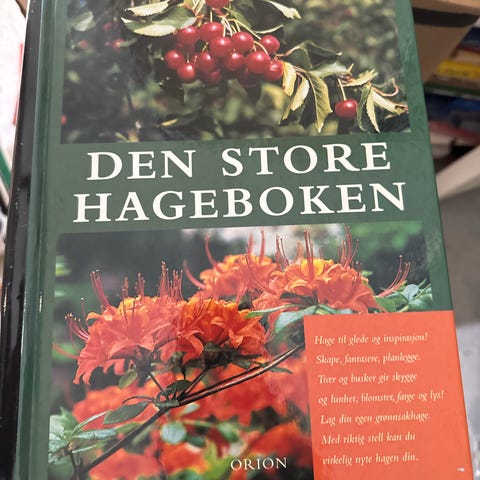 DEN STORE
HAGEBOKEN
Hage til glede og inspirasjon!
Skape, fantasere, planlegge.
Trær og busker gir skygge
og lunhet; blomster, farge og lys!
Lag din egen grønnsakhage.
Med riktig stell kan du
virkelig nyte hagen din.
ORION